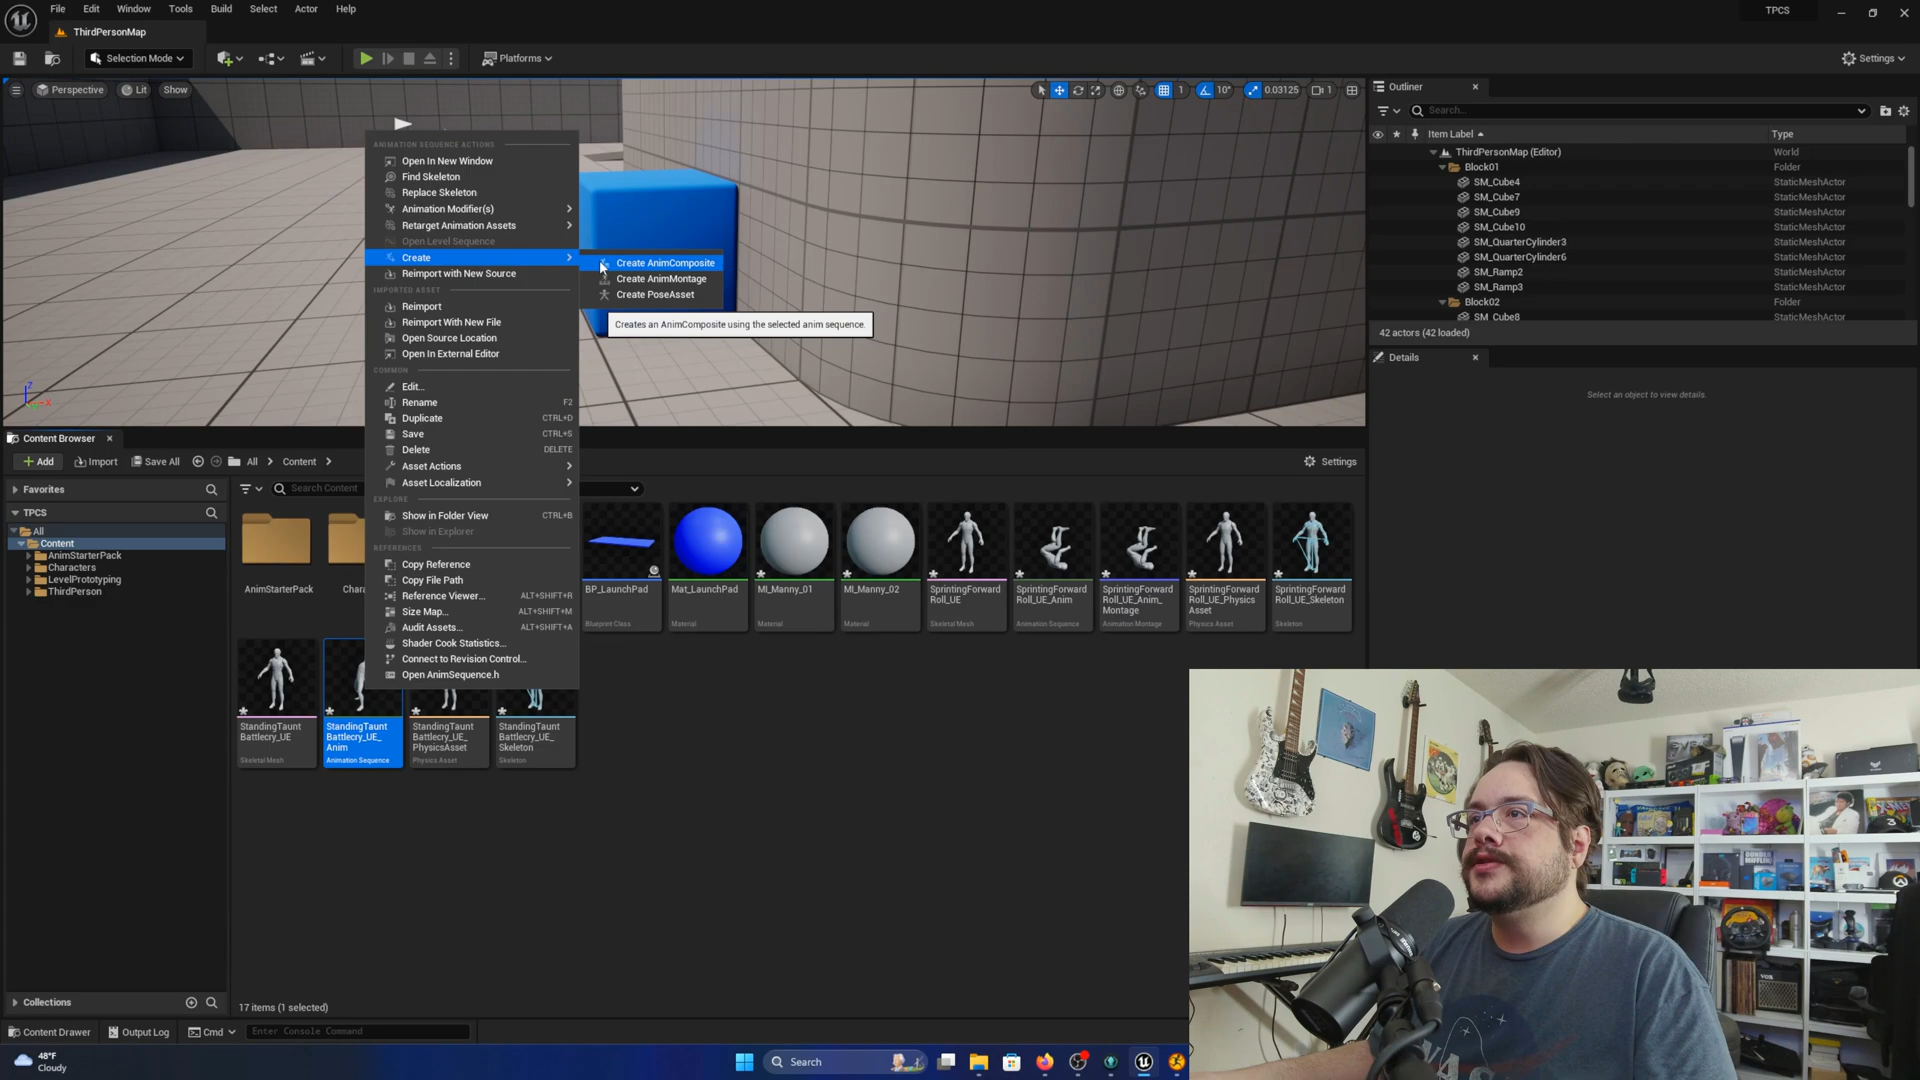 File Edit Window Tools Build Select Actor Help
TPCS
ThirdPersonMap
Selection Mode
Platforms
Settings
Perspective Lit Show
1 10° 0.03125 1
ANIMATION SEQUENCE ACTIONS
Open In New Window
Find Skeleton
Replace Skeleton
Animation Modifier(s)
Retarget Animation Assets
Open Level Sequence
Create
Reimport with New Source
IMPORTED ASSET
Reimport
Reimport With New File
Open Source Location
Open In External Editor
COMMON
Edit...
Rename F2
Duplicate CTRL+D
Save CTRL+S
Delete DELETE
Asset Actions
Asset Localization
EXPLORE
Show in Folder View CTRL+B
Show in Explorer
REFERENCES
Copy Reference
Copy File Path
Reference Viewer... ALT+SHIFT+R
Size Map... ALT+SHIFT+M
Audit Assets... ALT+SHIFT+A
Shader Cook Statistics...
Connect to Revision Control...
Open AnimSequence.h
Create AnimComposite
Create AnimMontage
Create PoseAsset
Creates an AnimComposite using the selected anim sequence.
Outliner
Search...
Item Label Type
ThirdPersonMap (Editor) World
Block01 Folder
SM_Cube4 StaticMeshActor
SM_Cube7 StaticMeshActor
SM_Cube9 StaticMeshActor
SM_Cube10 StaticMeshActor
SM_QuarterCylinder3 StaticMeshActor
SM_QuarterCylinder6 StaticMeshActor
SM_Ramp2 StaticMeshActor
SM_Ramp3 StaticMeshActor
Block02 Folder
SM_Cube8 StaticMeshActor
42 actors (42 loaded)
Details
Select an object to view details.
Content Browser
Add Import Save All All Content
Settings
Favorites
Search Content
TPCS
All
Content
AnimStarterPack
Characters
LevelPrototyping
ThirdPerson
Collections
AnimStarterPack
Chara
BP_LaunchPad
Blueprint Class
Mat_LaunchPad
Material
MI_Manny_01
Material
MI_Manny_02
Material
SprintingForward
Roll_UE
Skeletal Mesh
SprintingForward
Roll_UE_Anim
Animation Sequence
SprintingForward
Roll_UE_Anim_
Montage
Animation Montage
SprintingForward
Roll_UE_Physics
Asset
Physics Asset
SprintingForward
Roll_UE_Skeleton
Skeleton
StandingTaunt
Battlecry_UE
Skeletal Mesh
StandingTaunt
Battlecry_UE_
Anim
Animation Sequence
StandingTaunt
Battlecry_UE_
PhysicsAsset
Physics Asset
StandingTaunt
Battlecry_UE_
Skeleton
Skeleton
17 items (1 selected)
Content Drawer Output Log Cmd Enter Console Command
48°F
Cloudy
Search